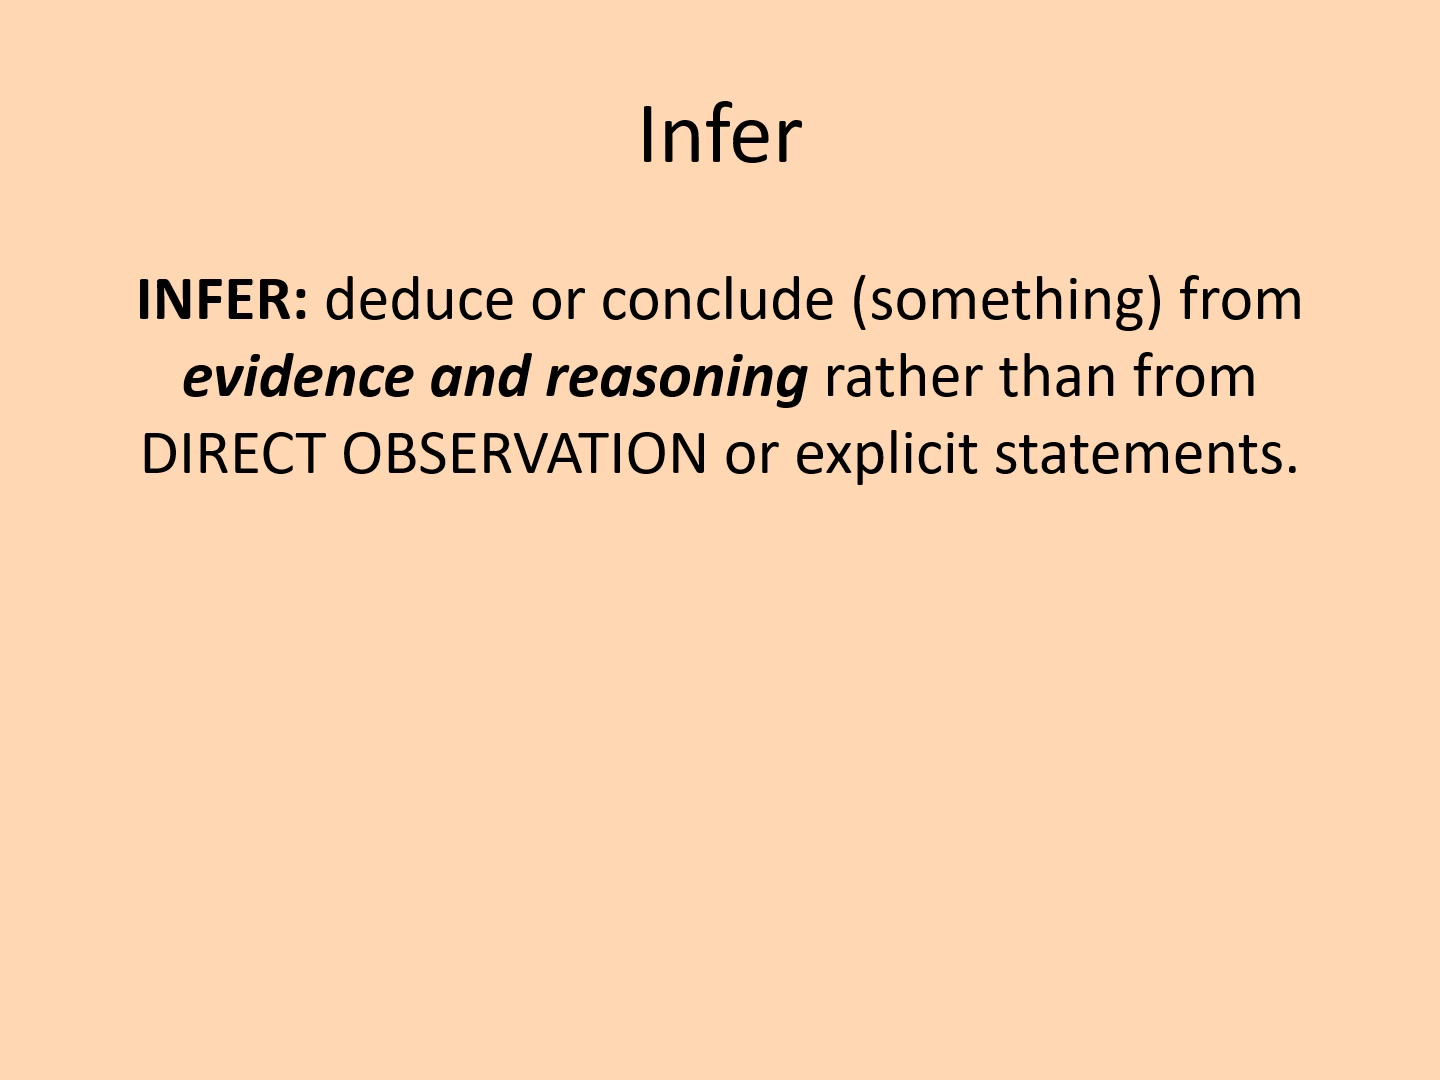 Infer
INFER: deduce or conclude (something) from
evidence and reasoning rather than from
DIRECT OBSERVATION or explicit statements.